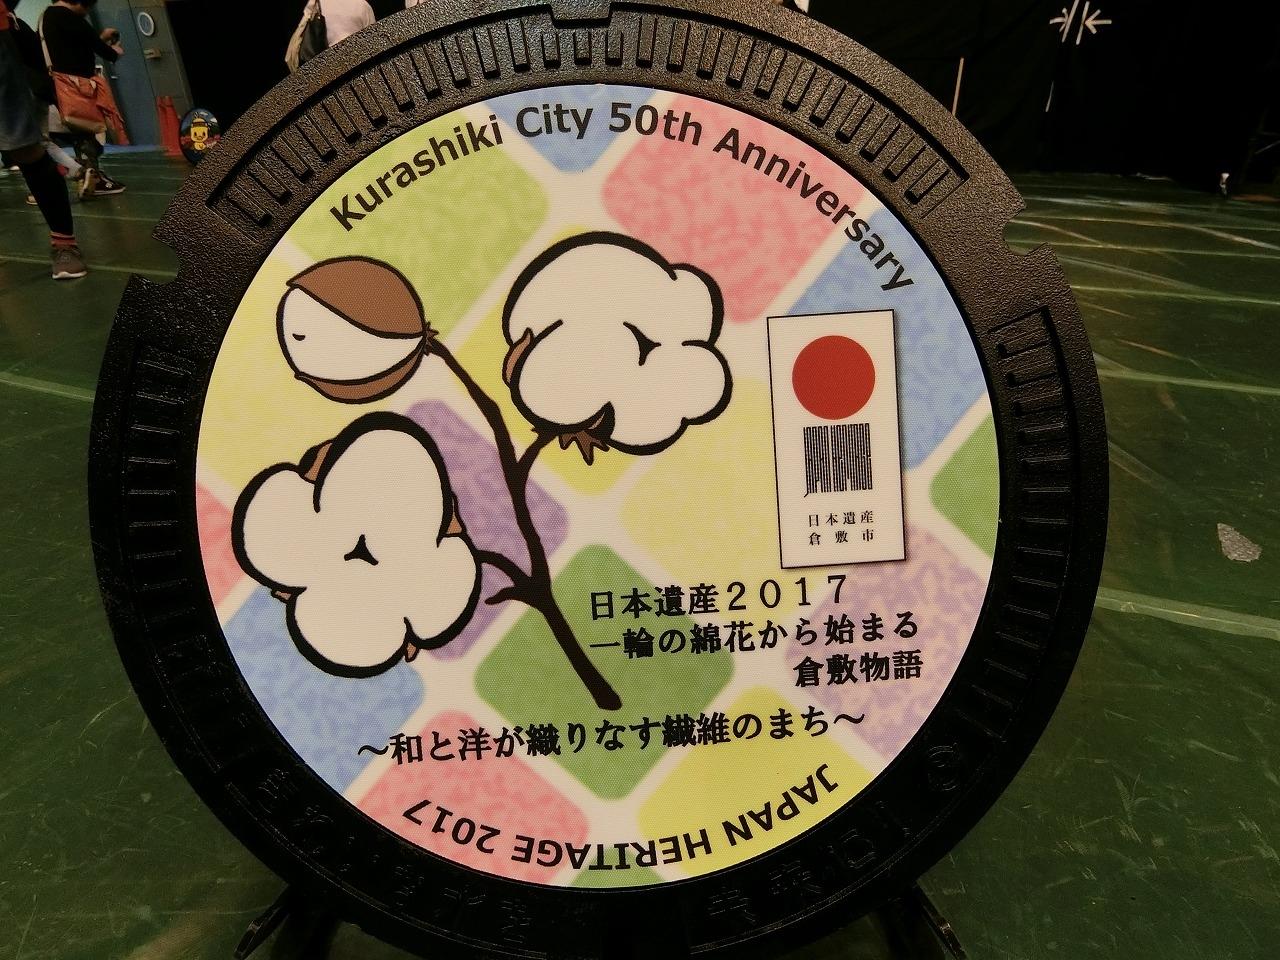 Kurashiki City 50th Anniversary
日本遺産
倉敷市
日本遺産２０１７
一輪の綿花から始まる
倉敷物語
～和と洋が織りなす繊維のまち～
JAPAN HERITAGE 2017